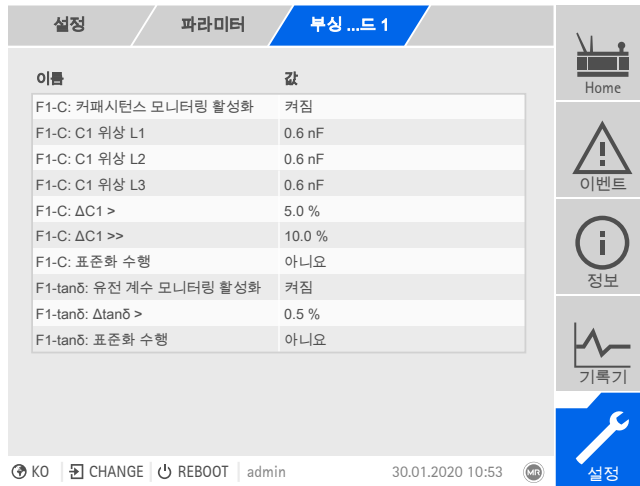 설정 파라미터 부싱 ...드 1
이름 값
F1-C: 커패시턴스 모니터링 활성화 켜짐
F1-C: C1 위상 L1 0.6 nF
F1-C: C1 위상 L2 0.6 nF
F1-C: C1 위상 L3 0.6 nF
F1-C: ΔC1 > 5.0 %
F1-C: ΔC1 >> 10.0 %
F1-C: 표준화 수행 아니요
F1-tanδ: 유전 계수 모니터링 활성화 켜짐
F1-tanδ: Δtanδ > 0.5 %
F1-tanδ: 표준화 수행 아니요
Home
이벤트
정보
기록기
설정
KO CHANGE REBOOT admin 30.01.2020 10:53 MR